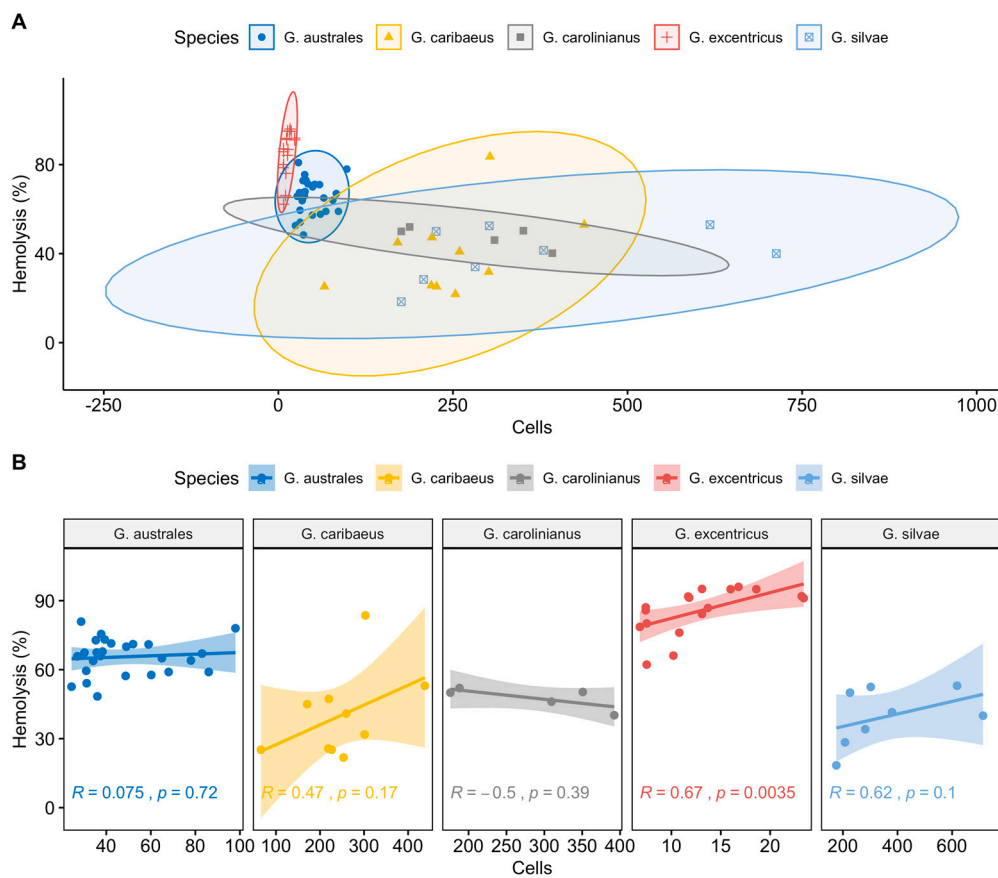 A
Species G. australes G. caribaeus G. carolinianus G. excentricus G. silvae
Hemolysis (%)
80
40
0
-250 0 250 500 750 1000
Cells
B
Species G. australes G. caribaeus G. carolinianus G. excentricus G. silvae
G. australes G. caribaeus G. carolinianus G. excentricus G. silvae
Hemolysis (%)
90
60
30
0
R = 0.075 , p = 0.72 R = 0.47 , p = 0.17 R = −0.5 , p = 0.39 R = 0.67 , p = 0.0035 R = 0.62 , p = 0.1
40 60 80 100 100 200 300 400 200 250 300 350 400 10 15 20 200 400 600
Cells